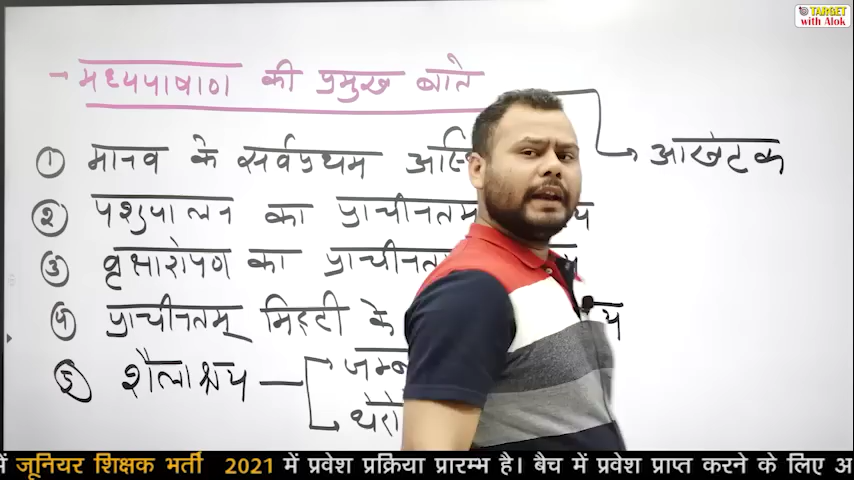 TARGET
with Alok
मध्यपाषाण की प्रमुख बाते
आखेटक
① मानव के सर्वप्रथम
② पशुपालन का प्राचीनतम
③ वृक्षारोपण का
④ प्राचीनतम् मिट्टी के
⑤ शैलाश्रय
जूनियर शिक्षक भर्ती 2021 में प्रवेश प्रक्रिया प्रारम्भ है। बैच में प्रवेश प्राप्त करने के लिए